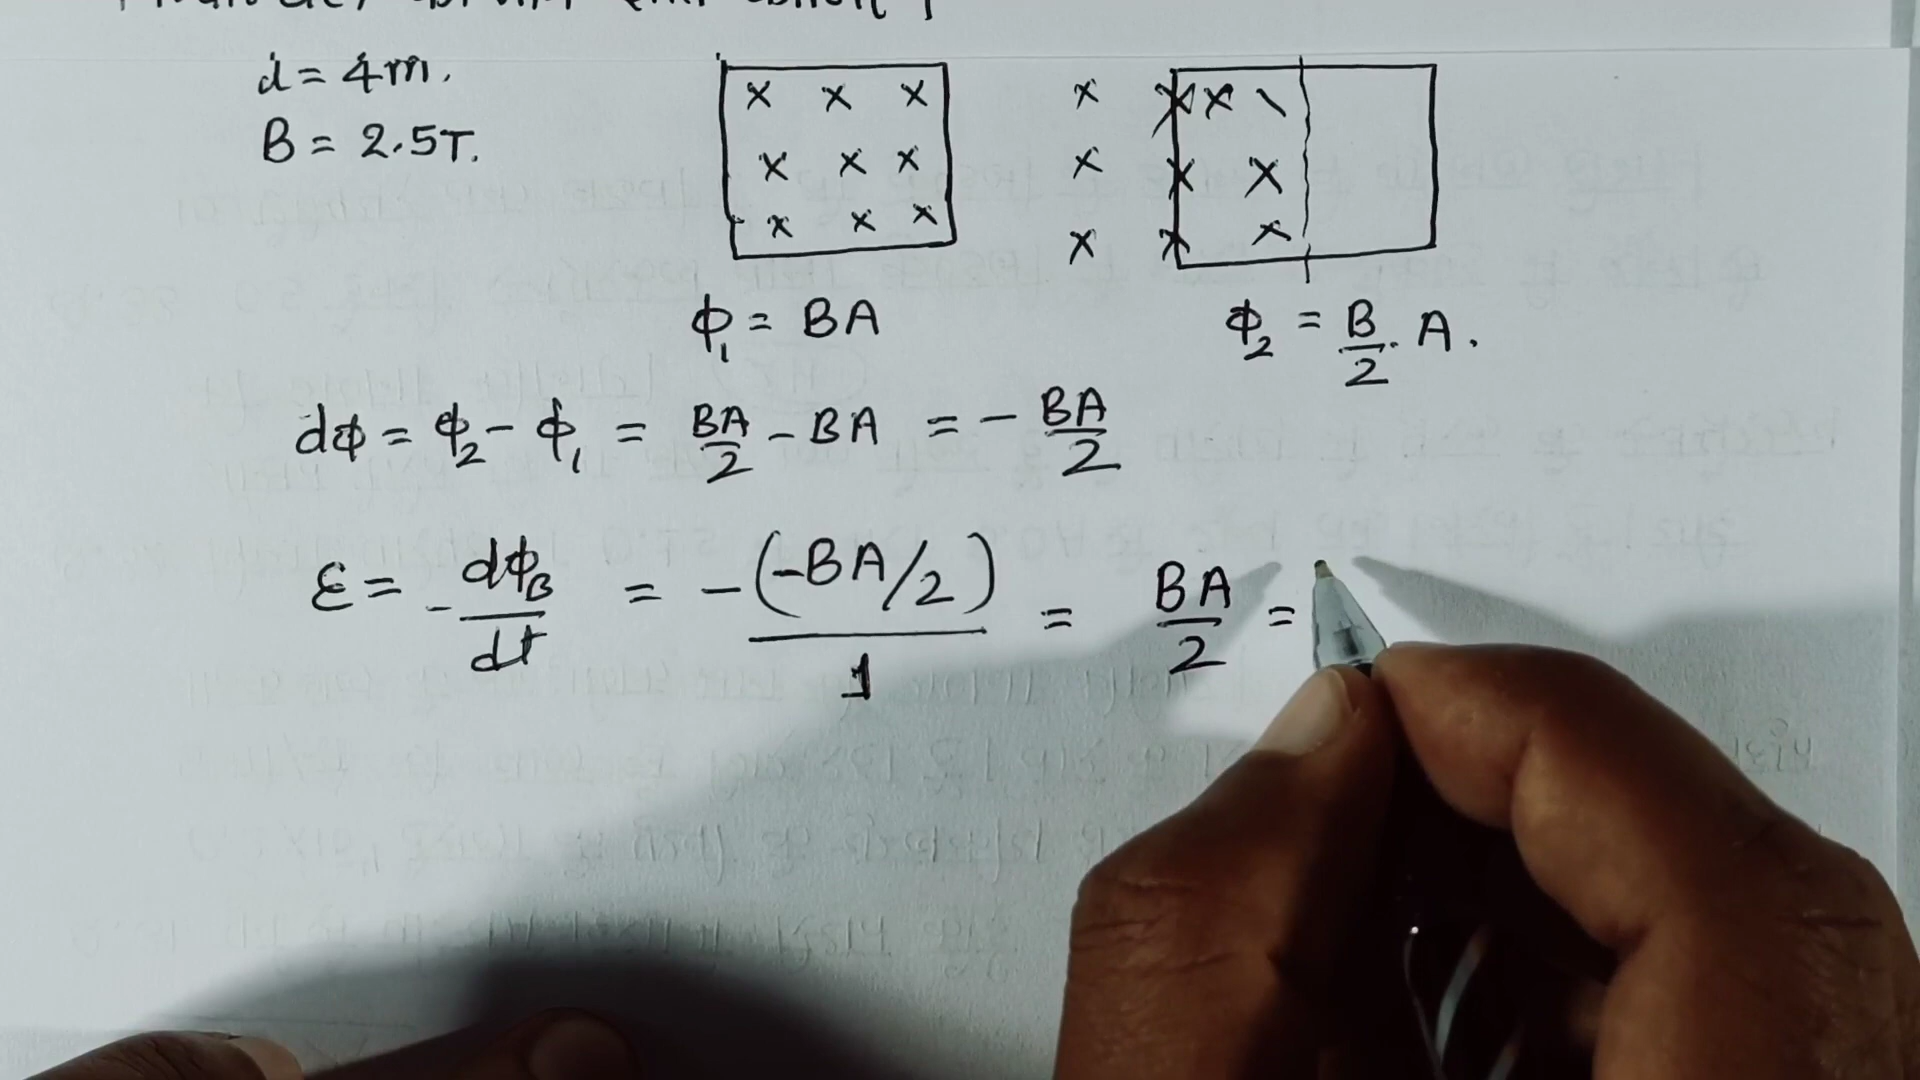 d = 4m.
B = 2.5T.
ϕ₁ = BA
ϕ₂ = B/2 . A.
dϕ = ϕ₂ - ϕ₁ = BA/2 - BA = - BA/2
ε = - dϕ_B/dt = -(-BA/2)/1 = BA/2 =